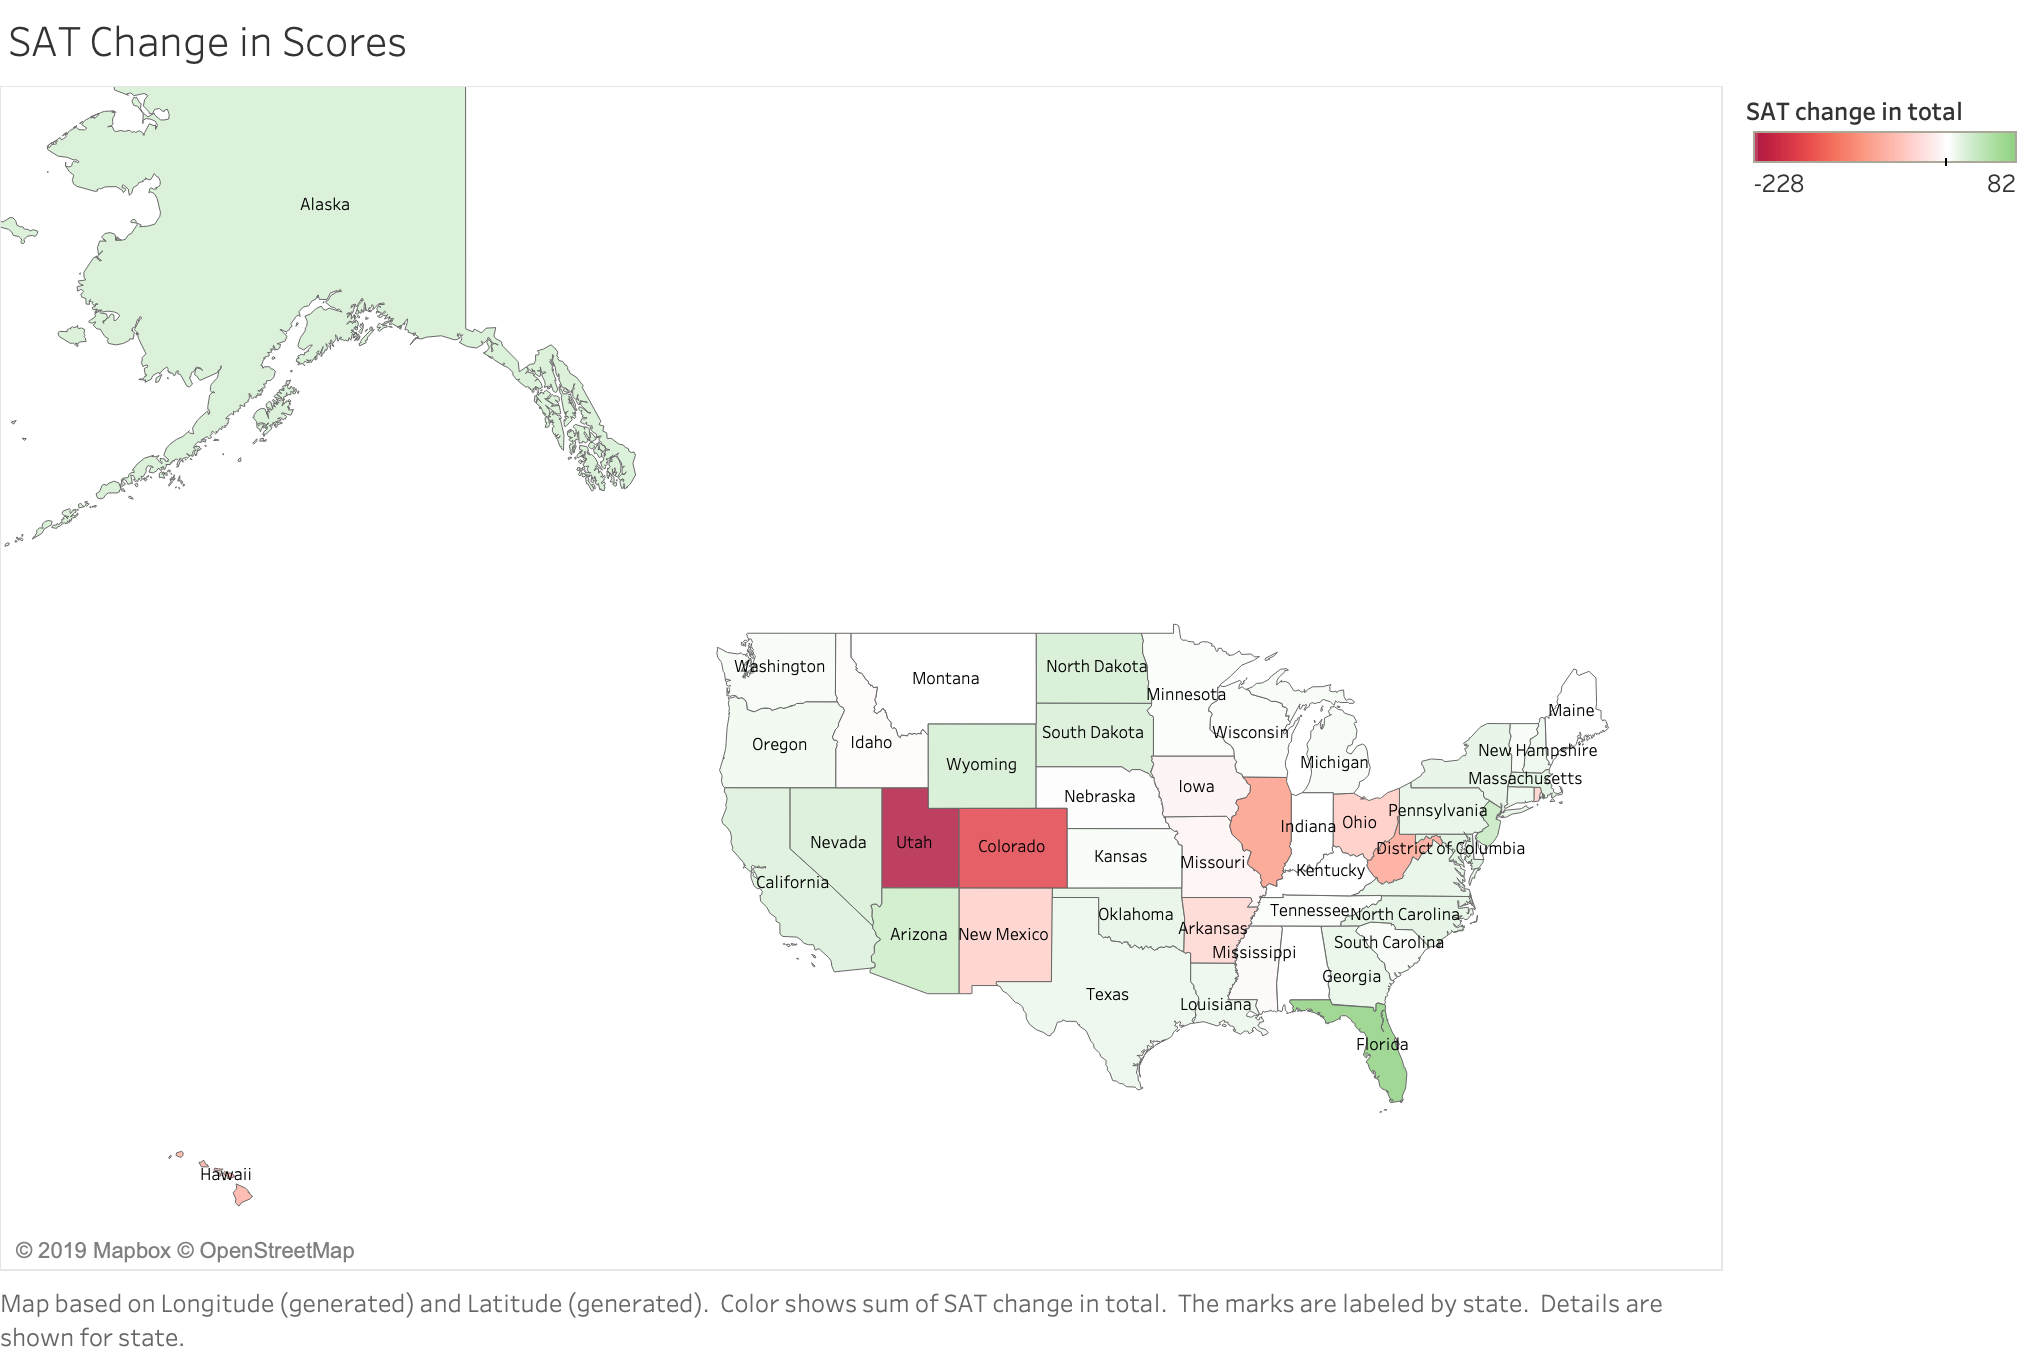 SAT Change in Scores
SAT change in total
-228 82
Alaska
Washington
North Dakota
Montana
Minnesota
Maine
Oregon
Idaho
South Dakota
Wisconsin
New Hampshire
Wyoming
Michigan
Massachusetts
Iowa
Nebraska
Pennsylvania
Nevada
Utah
Colorado
Indiana
Ohio
Kansas
Missouri
District of Columbia
California
Kentucky
Oklahoma
Tennessee
North Carolina
Arizona
New Mexico
Arkansas
South Carolina
Mississippi
Georgia
Texas
Louisiana
Florida
Hawaii
© 2019 Mapbox © OpenStreetMap
Map based on Longitude (generated) and Latitude (generated). Color shows sum of SAT change in total. The marks are labeled by state. Details are
shown for state.